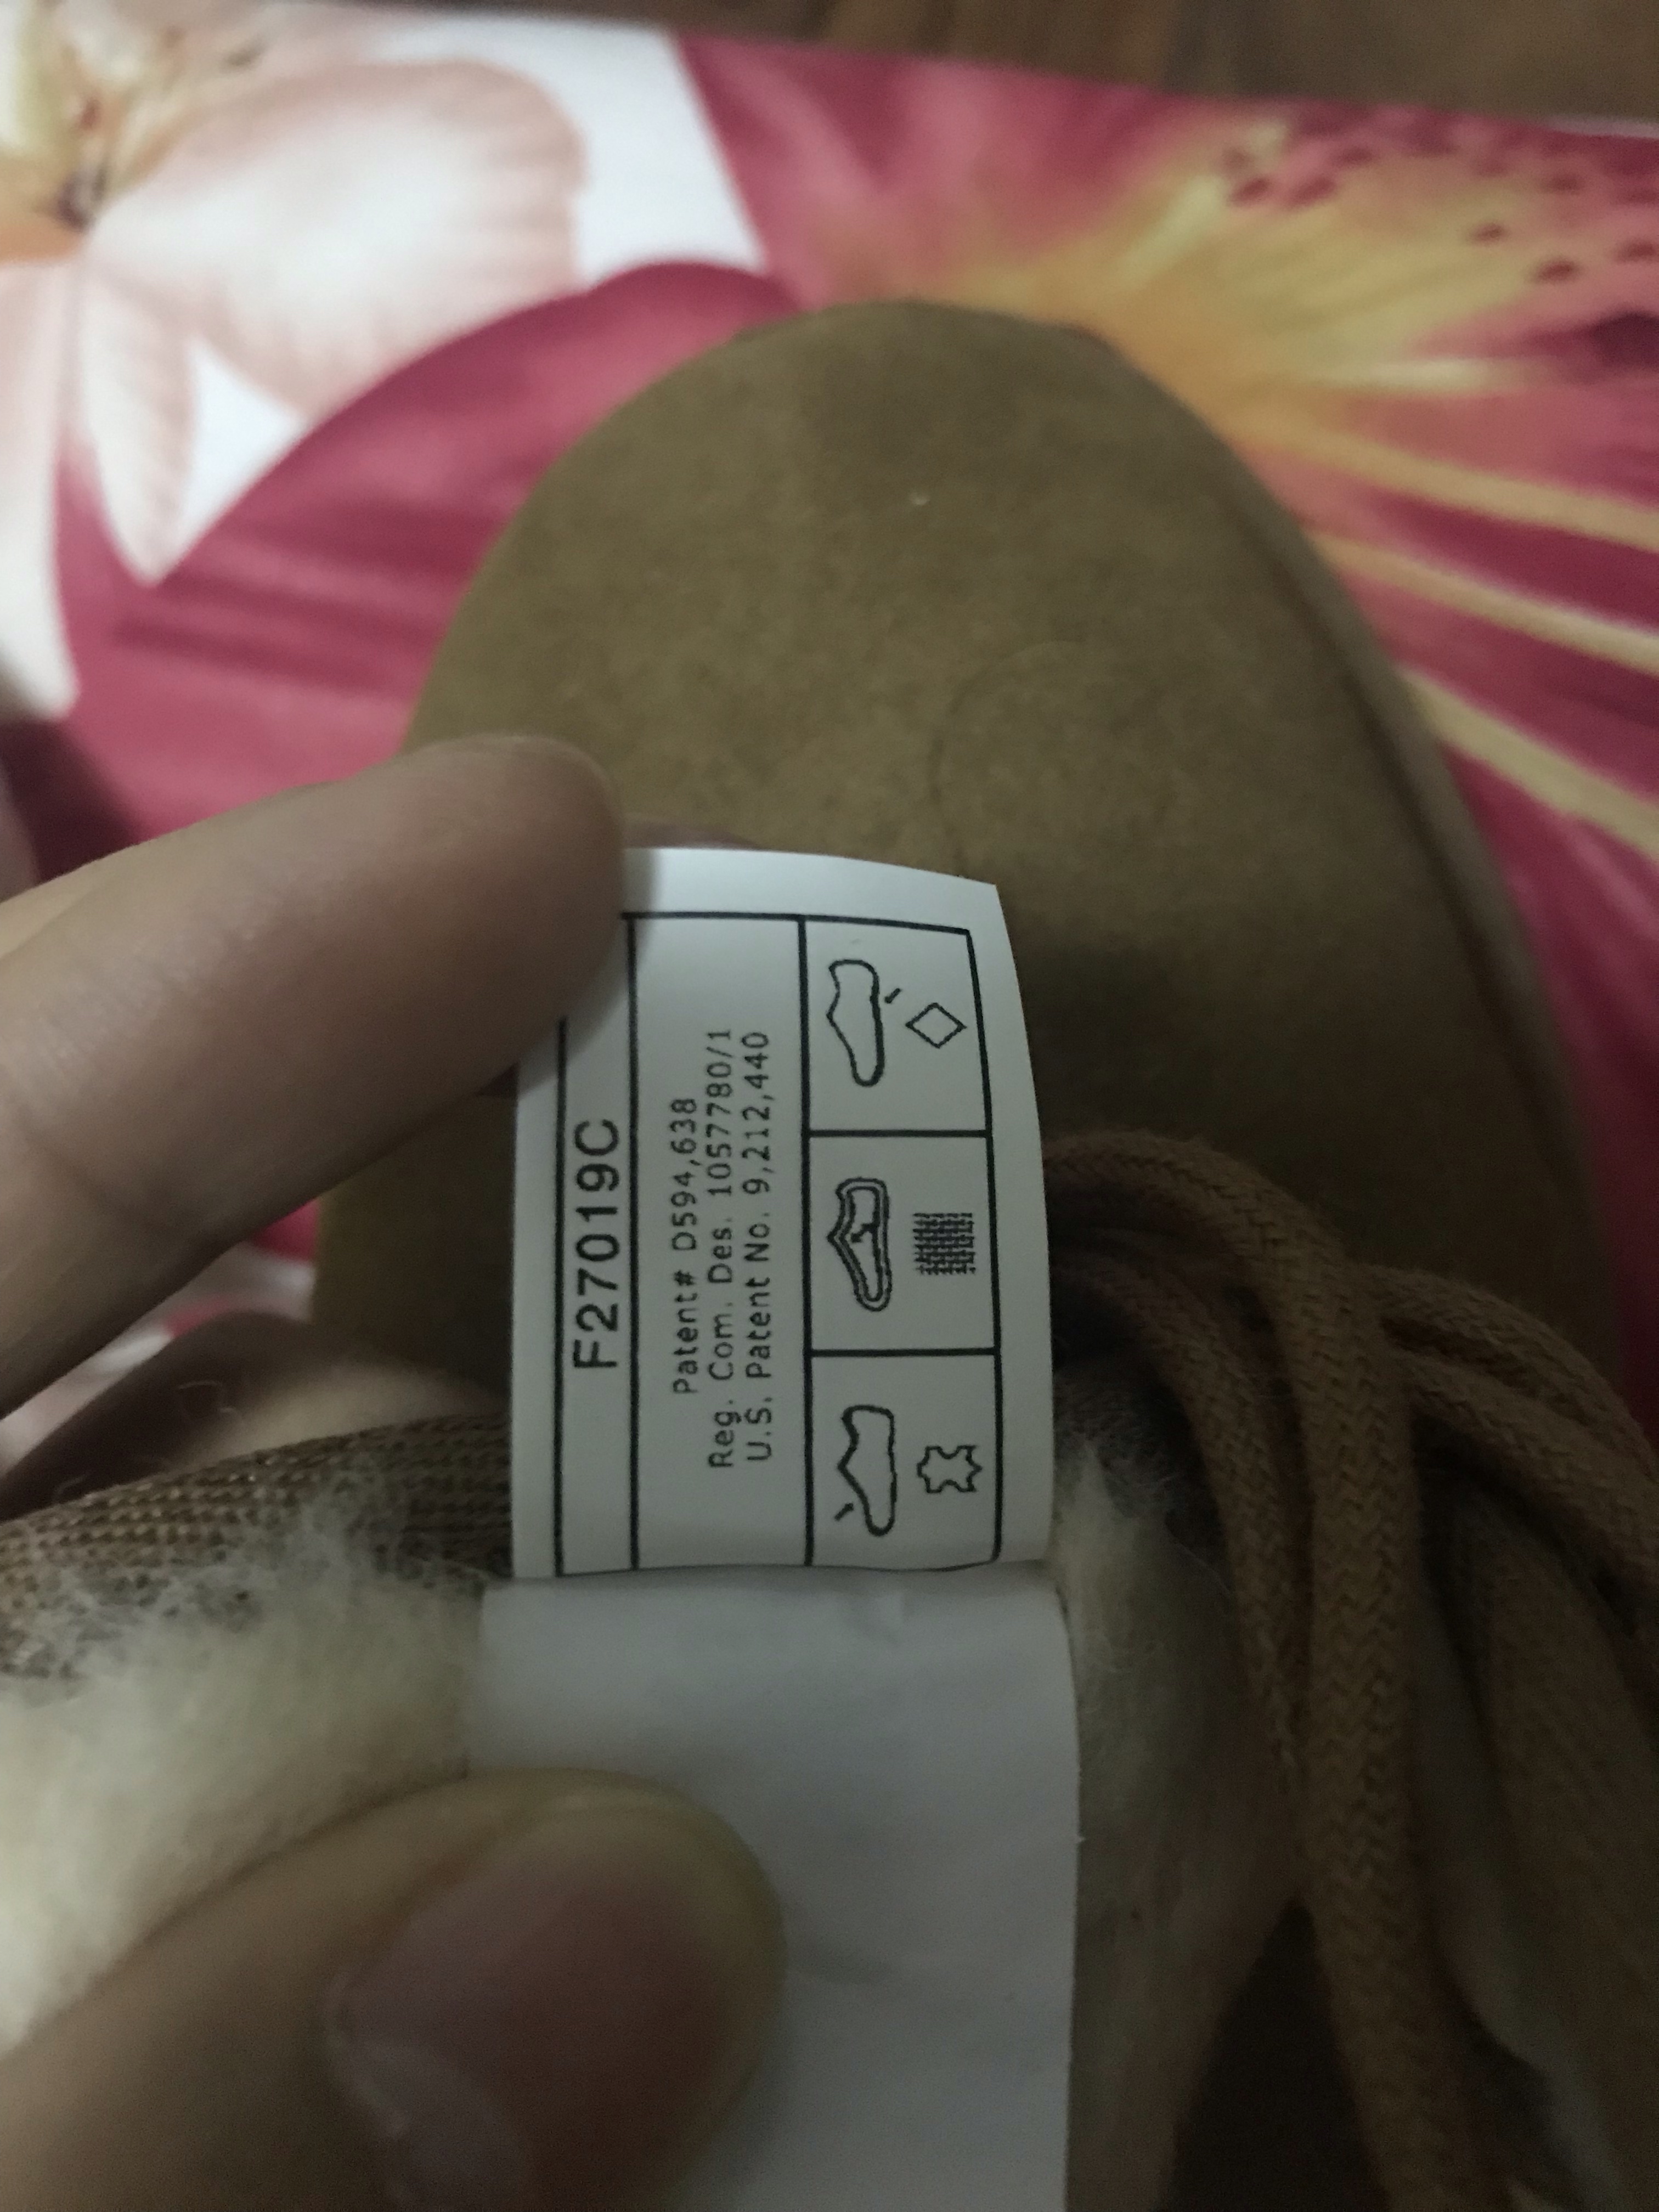 F27019C
Patent# D594,638
Reg. Com. Des. 1057780/1
U.S. Patent No. 9,212,440